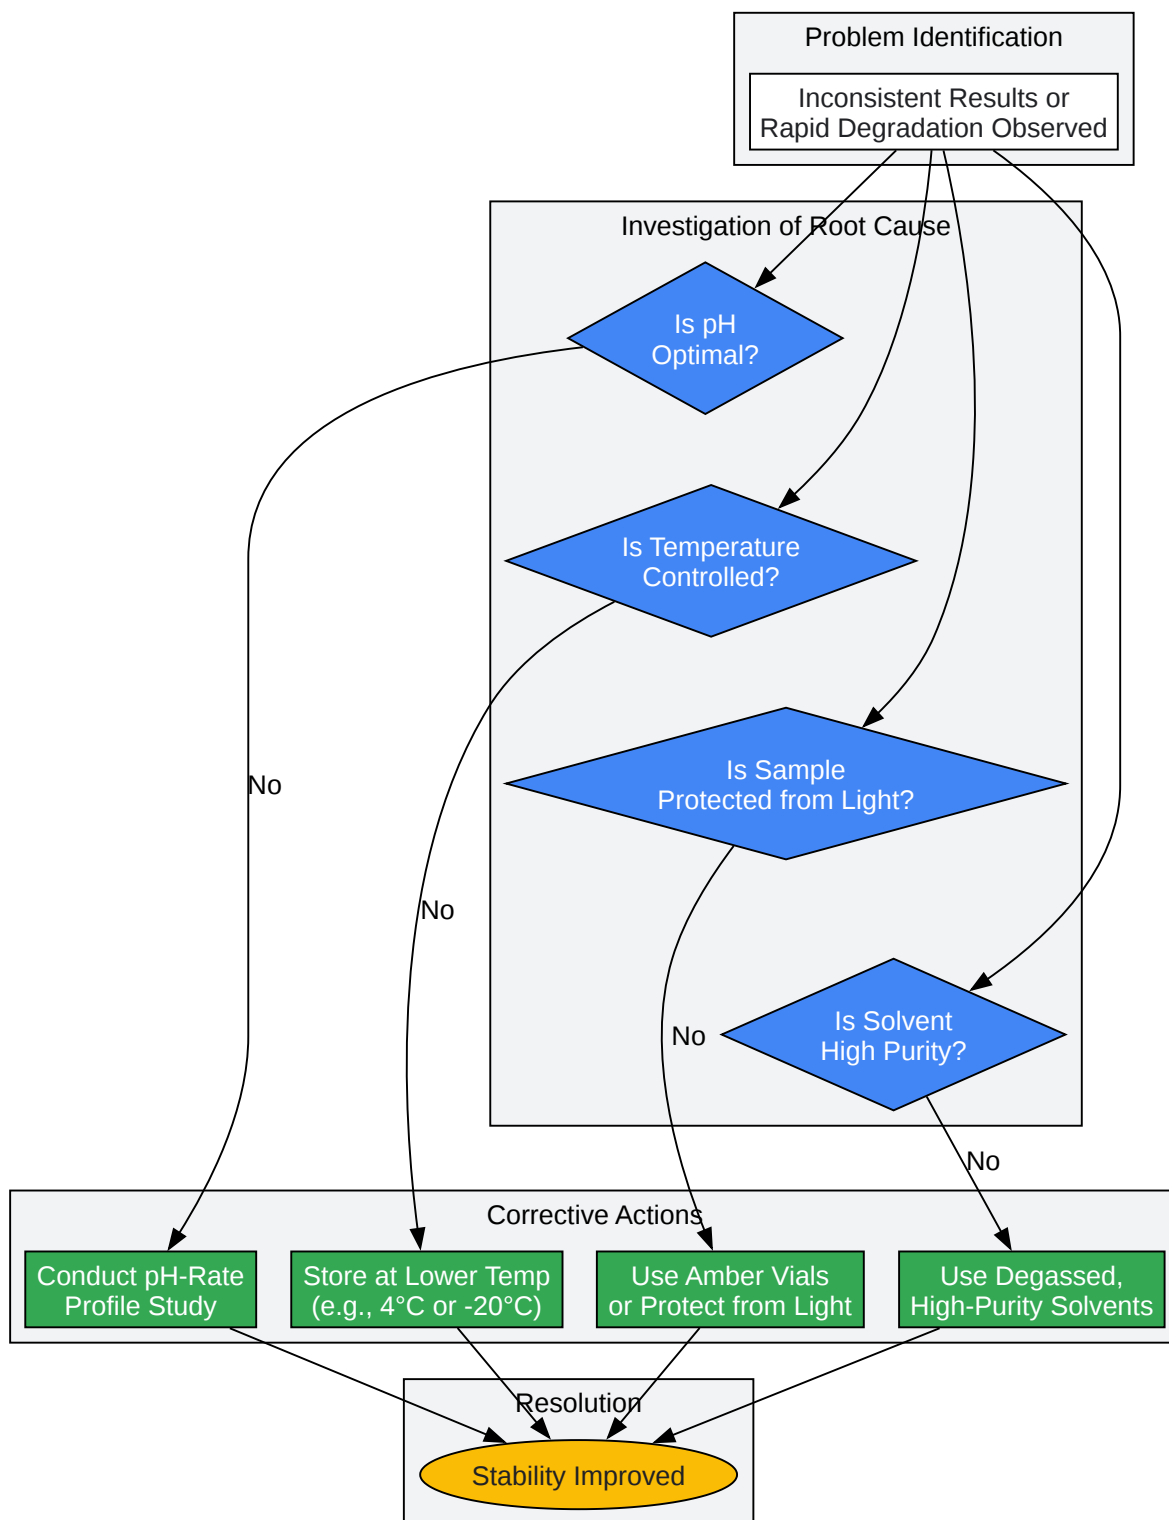 Problem Identification
Inconsistent Results or
Rapid Degradation Observed
Investigation of Root Cause
Is pH
Optimal?
Is Temperature
Controlled?
Is Sample
Protected from Light?
No
No
Is Solvent
High Purity?
No
No
Corrective Actions
Conduct pH-Rate
Profile Study
Store at Lower Temp
(e.g., 4°C or -20°C)
Use Amber Vials
or Protect from Light
Use Degassed,
High-Purity Solvents
Resolution
Stability Improved